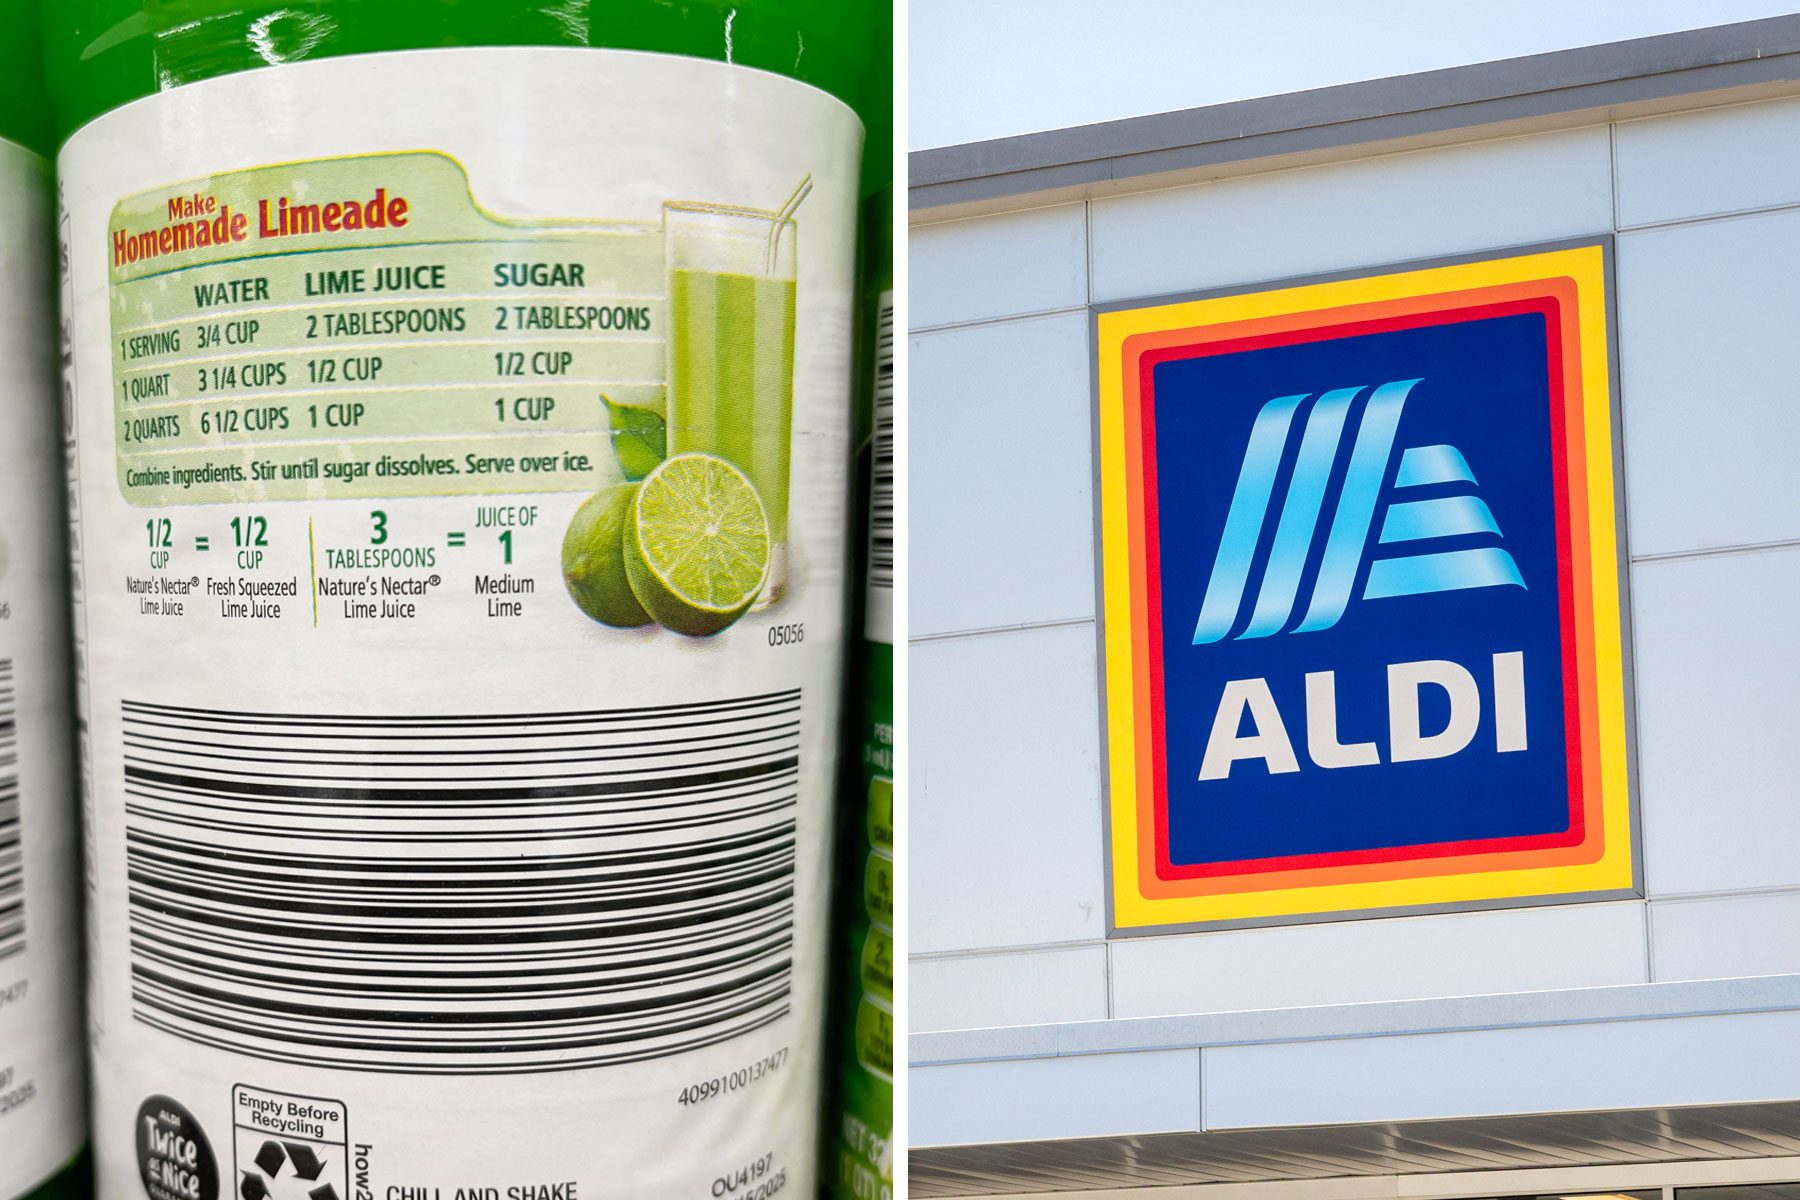 Make
Homemade Limeade
WATER LIME JUICE SUGAR
1 SERVING 3/4 CUP 2 TABLESPOONS 2 TABLESPOONS
1 QUART 3 1/4 CUPS 1/2 CUP 1/2 CUP
2 QUARTS 6 1/2 CUPS 1 CUP 1 CUP
Combine ingredients. Stir until sugar dissolves. Serve over ice.
1/2 CUP = 1/2 CUP
Nature's Nectar® Lime Juice
Fresh Squeezed Lime Juice
3 TABLESPOONS = JUICE OF 1
Nature's Nectar® Lime Juice
Medium Lime
05056
4099100137477
ALDI
Twice
as Nice
Empty Before
Recycling
how2
CHILL AND SHAKE
OU4197
ALDI